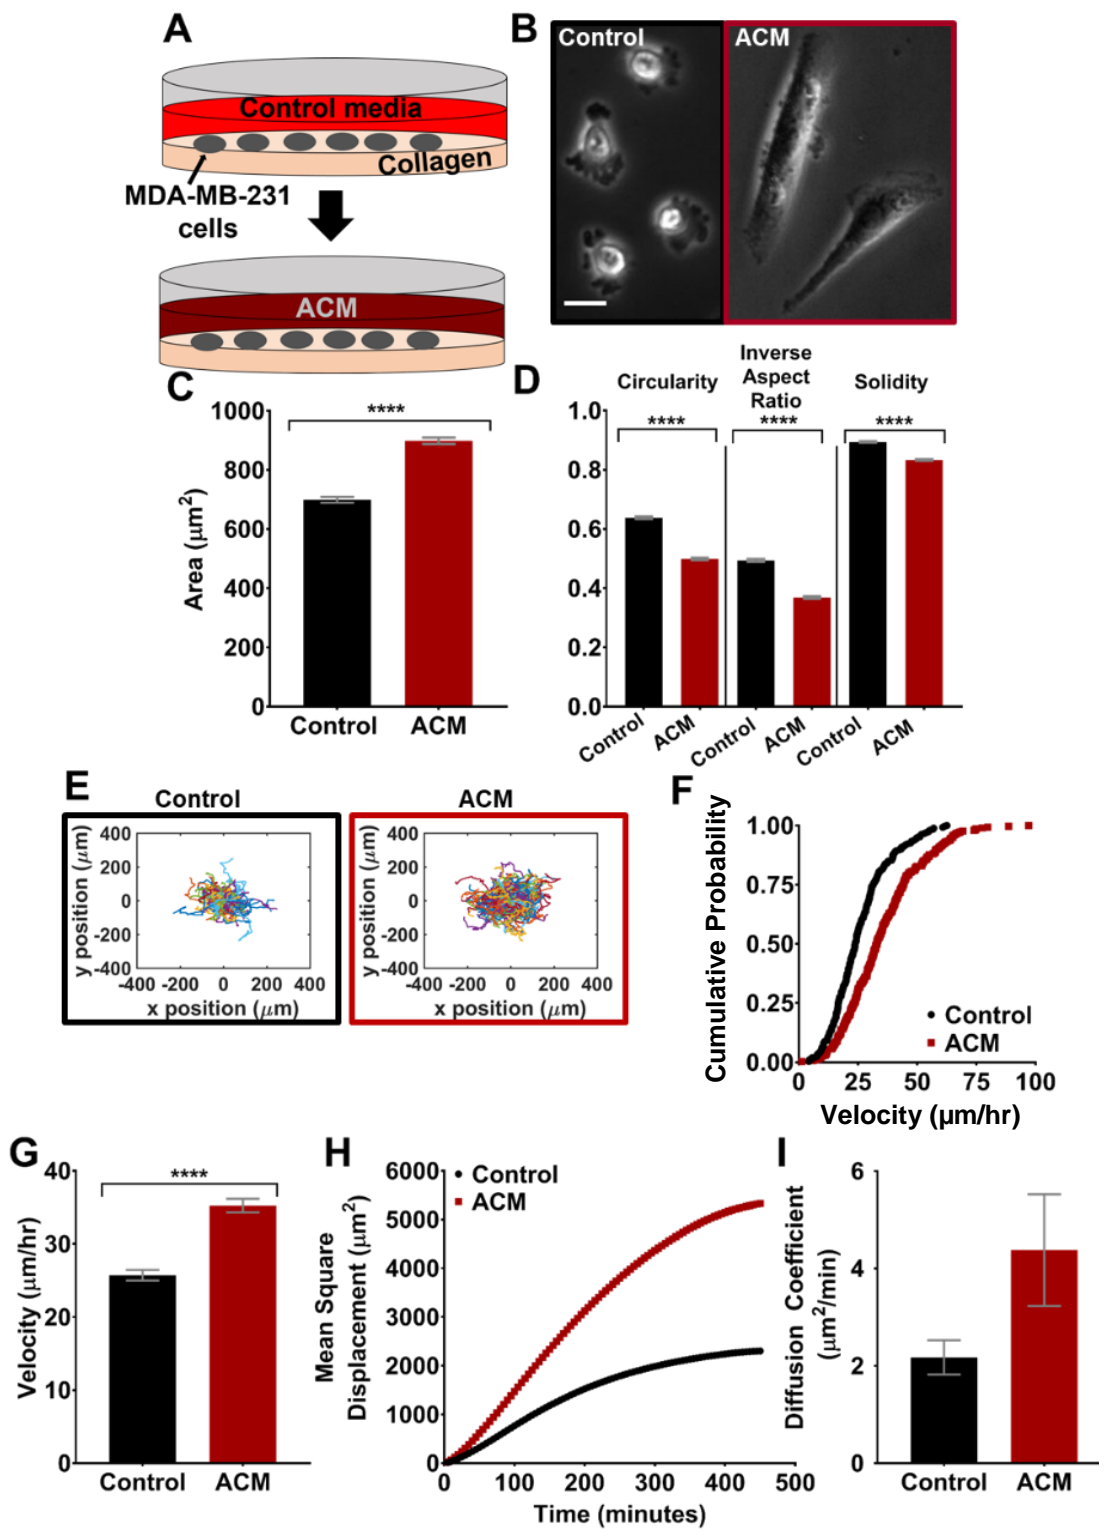 A
Control media
Collagen
MDA-MB-231
cells
ACM
B
Control
ACM
C
Area (μm²)
1000
800
600
400
200
0
****
Control
ACM
D
Circularity
Inverse
Aspect
Ratio
Solidity
****
****
****
1.0
0.8
0.6
0.4
0.2
0.0
Control
ACM
Control
ACM
Control
ACM
E
Control
y position (μm)
400
200
0
-200
-400
-400 -200 0 200 400
x position (μm)
ACM
y position (μm)
400
200
0
-200
-400
-400 -200 0 200 400
x position (μm)
F
Cumulative Probability
1.00
0.75
0.50
0.25
0.00
0 25 50 75 100
Velocity (μm/hr)
Control
ACM
G
Velocity (μm/hr)
40
30
20
10
0
****
Control
ACM
H
Mean Square
Displacement (μm²)
6000
5000
4000
3000
2000
1000
0
Control
ACM
0 100 200 300 400 500
Time (minutes)
I
Diffusion Coefficient
(μm²/min)
6
4
2
0
Control
ACM